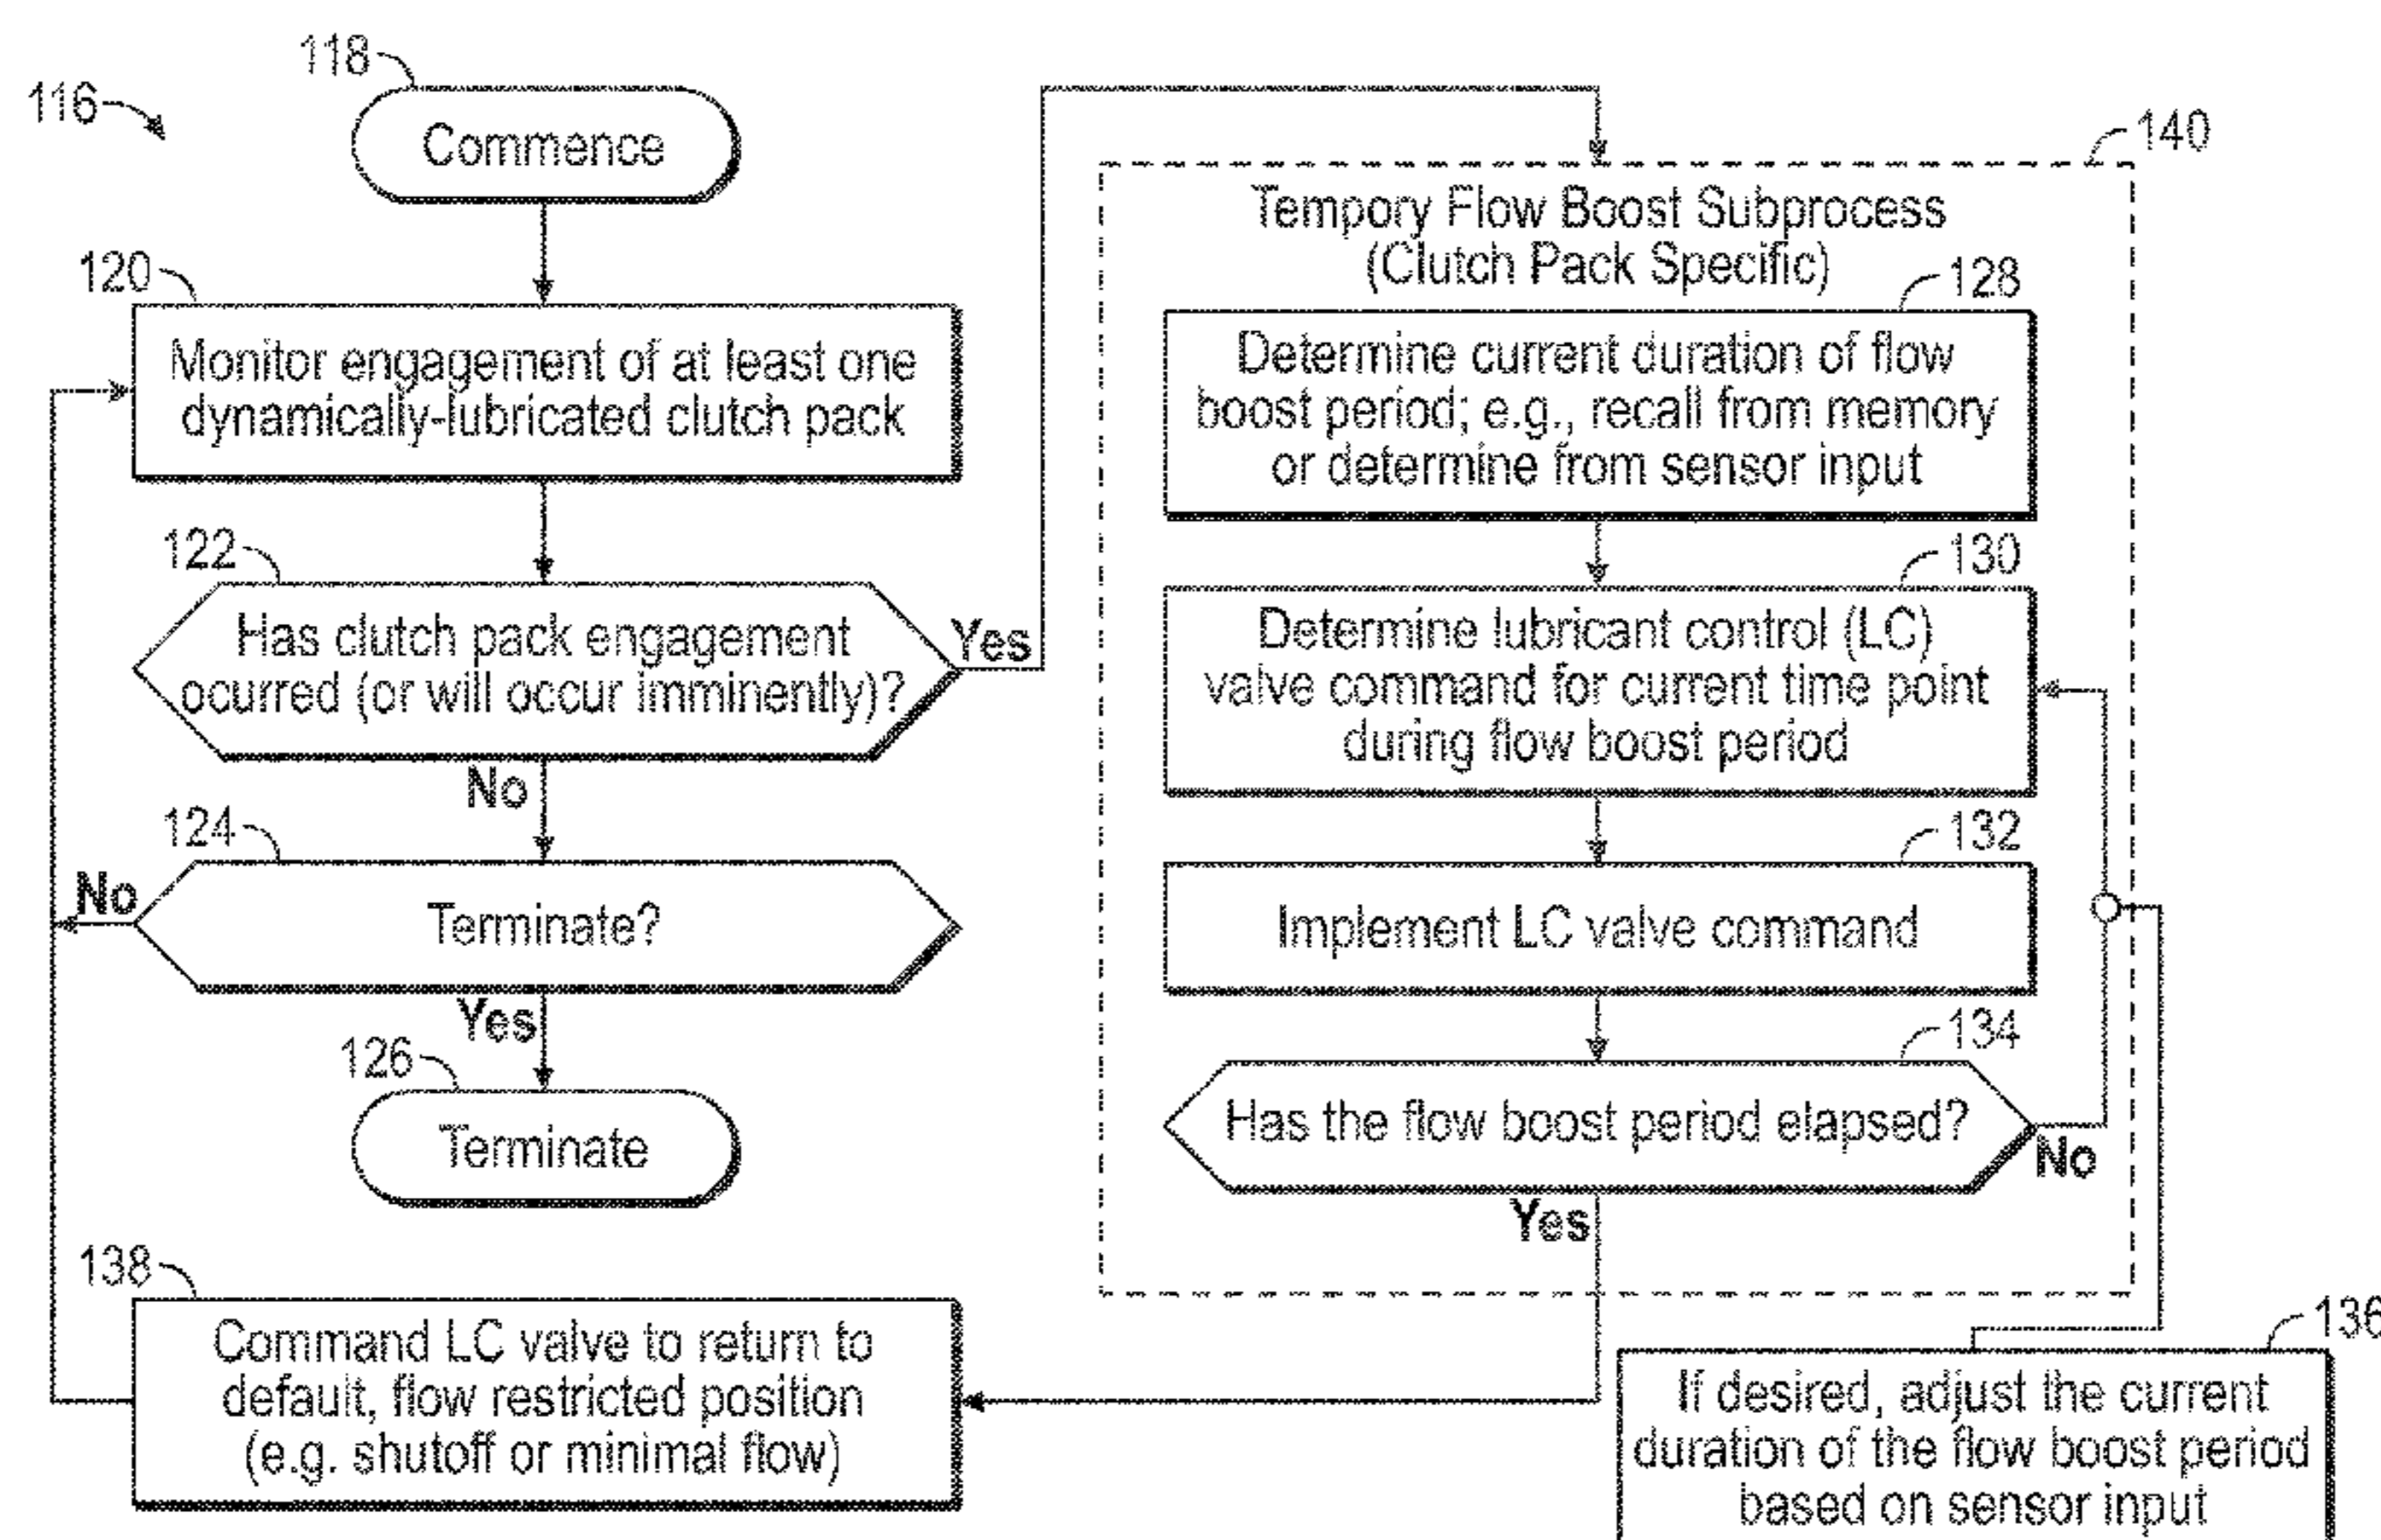 116
118
Commence
120
Monitor engagement of at least one
dynamically-lubricated clutch pack
122
Has clutch pack engagement
ocurred (or will occur imminently)?
Yes
No
124
Terminate?
No
Yes
126
Terminate
138
Command LC valve to return to
default, flow restricted position
(e.g. shutoff or minimal flow)
140
Tempory Flow Boost Subprocess
(Clutch Pack Specific)
128
Determine current duration of flow
boost period; e.g., recall from memory
or determine from sensor input
130
Determine lubricant control (LC)
valve command for current time point
during flow boost period
132
Implement LC valve command
134
Has the flow boost period elapsed?
No
Yes
136
If desired, adjust the current
duration of the flow boost period
based on sensor input